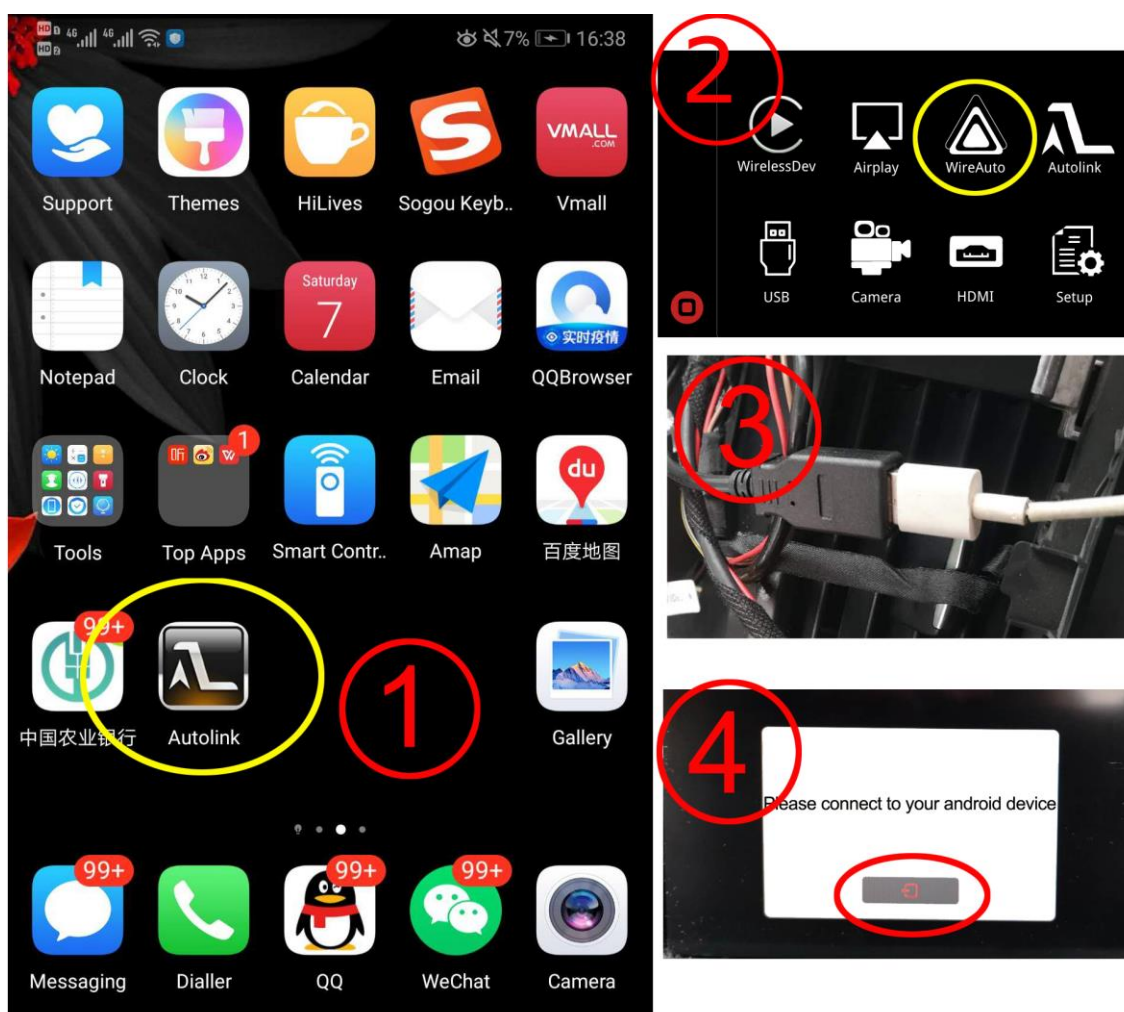 HD 1 4G 4G 7% 16:38
HD 2
VMALL
.COM
Support Themes HiLives Sogou Keyb.. Vmall
Saturday
7
实时疫情
Notepad Clock Calendar Email QQBrowser
1
du
Tools Top Apps Smart Contr.. Amap 百度地图
99+
中国农业银行 Autolink Gallery
1
99+ 99+ 99+
Messaging Dialler QQ WeChat Camera
2
WirelessDev Airplay WireAuto Autolink
USB Camera HDMI Setup
3
4
Please connect to your android device